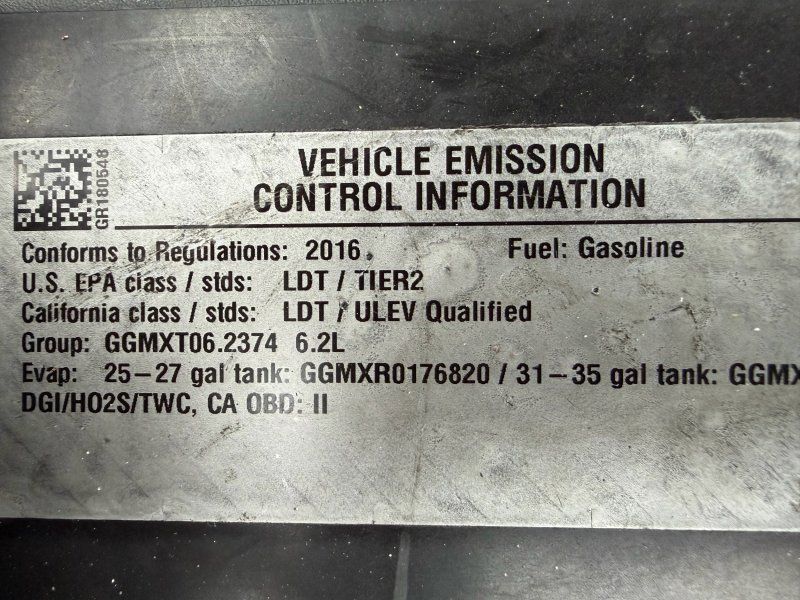 GR180548
VEHICLE EMISSION
CONTROL INFORMATION
Conforms to Regulations: 2016 Fuel: Gasoline
U.S. EPA class / stds: LDT / TIER2
California class / stds: LDT / ULEV Qualified
Group: GGMXT06.2374 6.2L
Evap: 25-27 gal tank: GGMXR0176820 / 31-35 gal tank: GGMX
DGI/HO2S/TWC, CA OBD: II